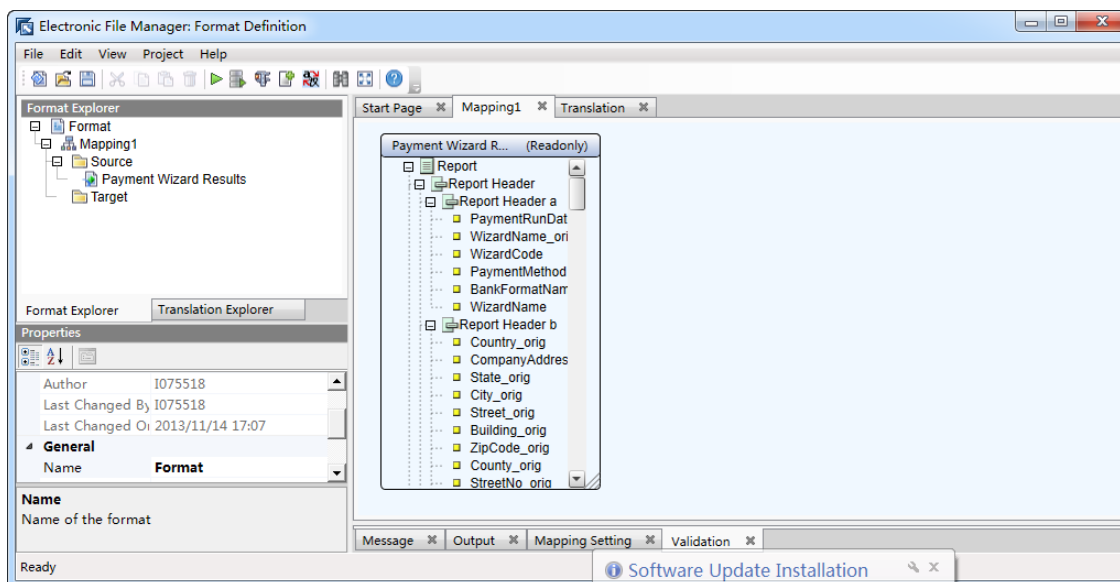 Electronic File Manager: Format Definition
File Edit View Project Help
Format Explorer
Format
Mapping1
Source
Payment Wizard Results
Target
Format Explorer Translation Explorer
Properties
Author I075518
Last Changed By I075518
Last Changed O 2013/11/14 17:07
General
Name Format
Name
Name of the format
Ready
Start Page Mapping1 Translation
Payment Wizard R... (Readonly)
Report
Report Header
Report Header a
PaymentRunDat
WizardName_ori
WizardCode
PaymentMethod
BankFormatNam
WizardName
Report Header b
Country_orig
CompanyAddres
State_orig
City_orig
Street_orig
Building_orig
ZipCode_orig
County_orig
StreetNo_orig
Message Output Mapping Setting Validation
Software Update Installation